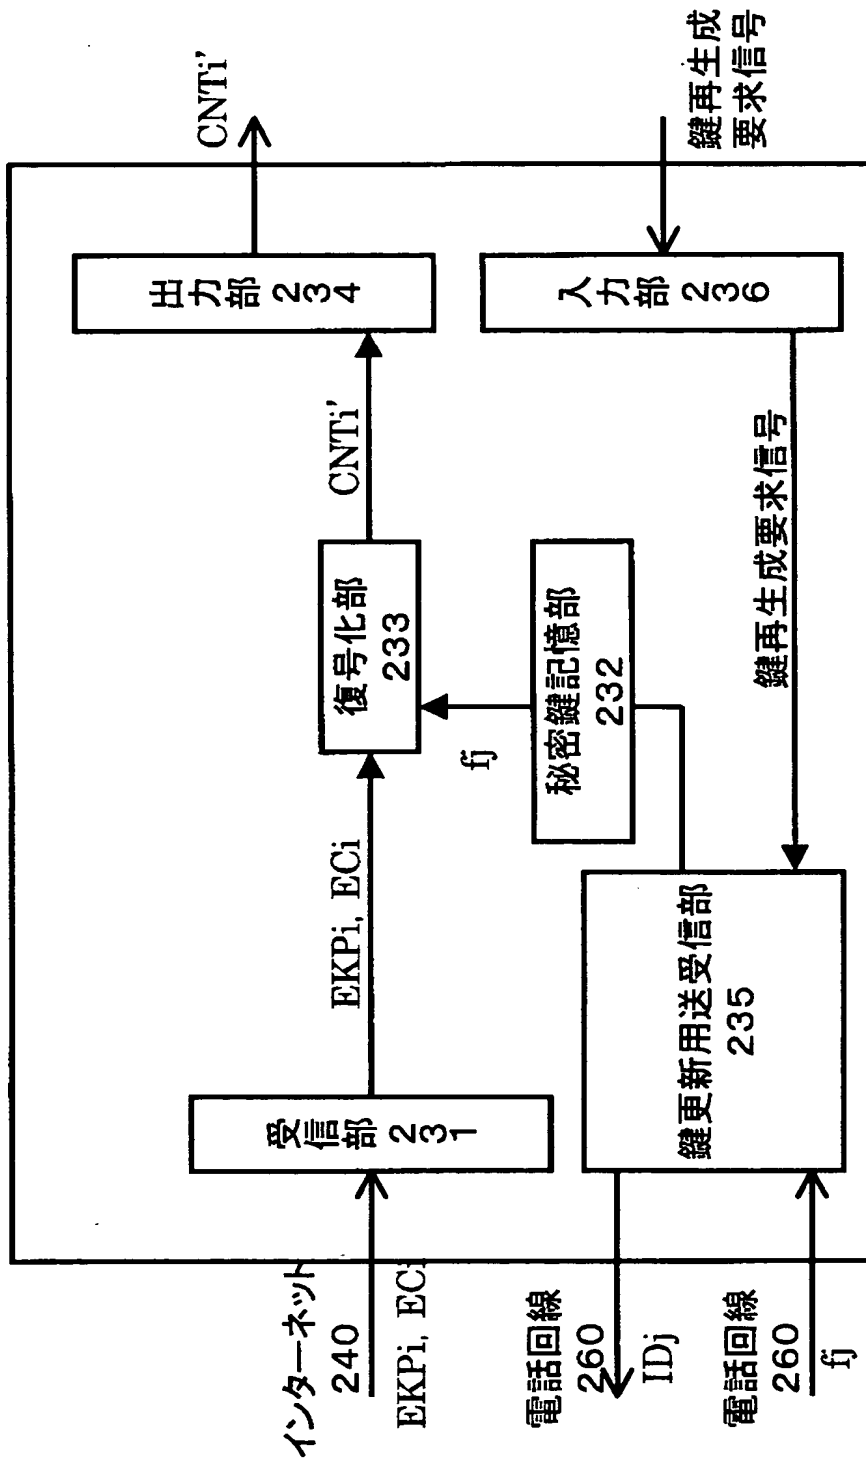 インターネット
240
EKPi, ECi
受信部 231
EKPi, ECi
復号化部
233
CNTi'
出力部 234
CNTi'
fj
秘密鍵記憶部
232
電話回線
260
IDj
電話回線
260
fj
鍵更新用送受信部
235
鍵再生成要求信号
入力部 236
鍵再生成
要求信号